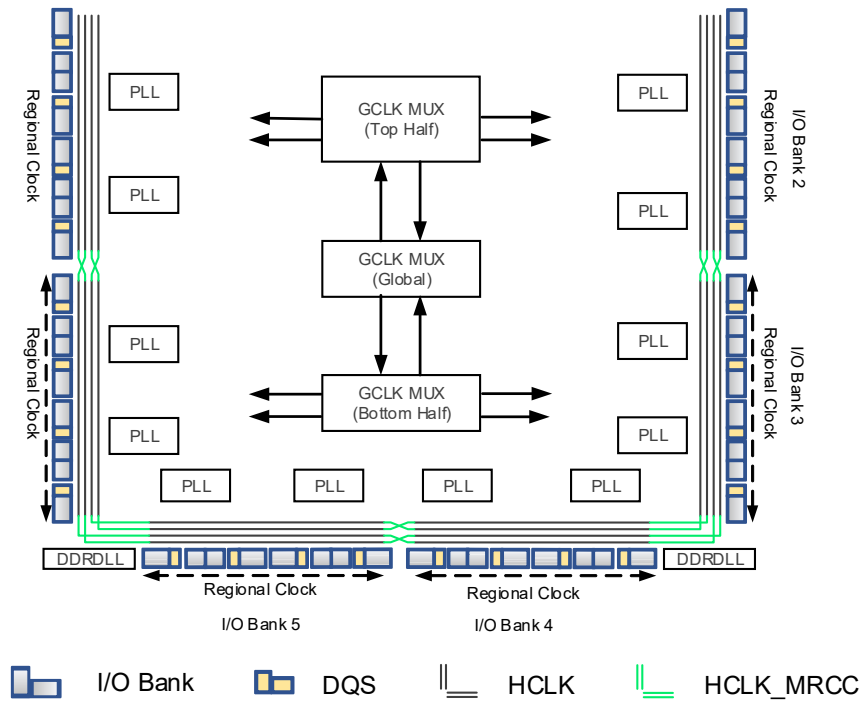 Regional Clock
PLL
PLL
GCLK MUX
(Top Half)
PLL
PLL
Regional Clock
I/O Bank 2
GCLK MUX
(Global)
Regional Clock
PLL
PLL
GCLK MUX
(Bottom Half)
PLL
PLL
Regional Clock
I/O Bank 3
PLL
PLL
PLL
PLL
DDRDLL
DDRDLL
Regional Clock
Regional Clock
I/O Bank 5
I/O Bank 4
I/O Bank
DQS
HCLK
HCLK_MRCC